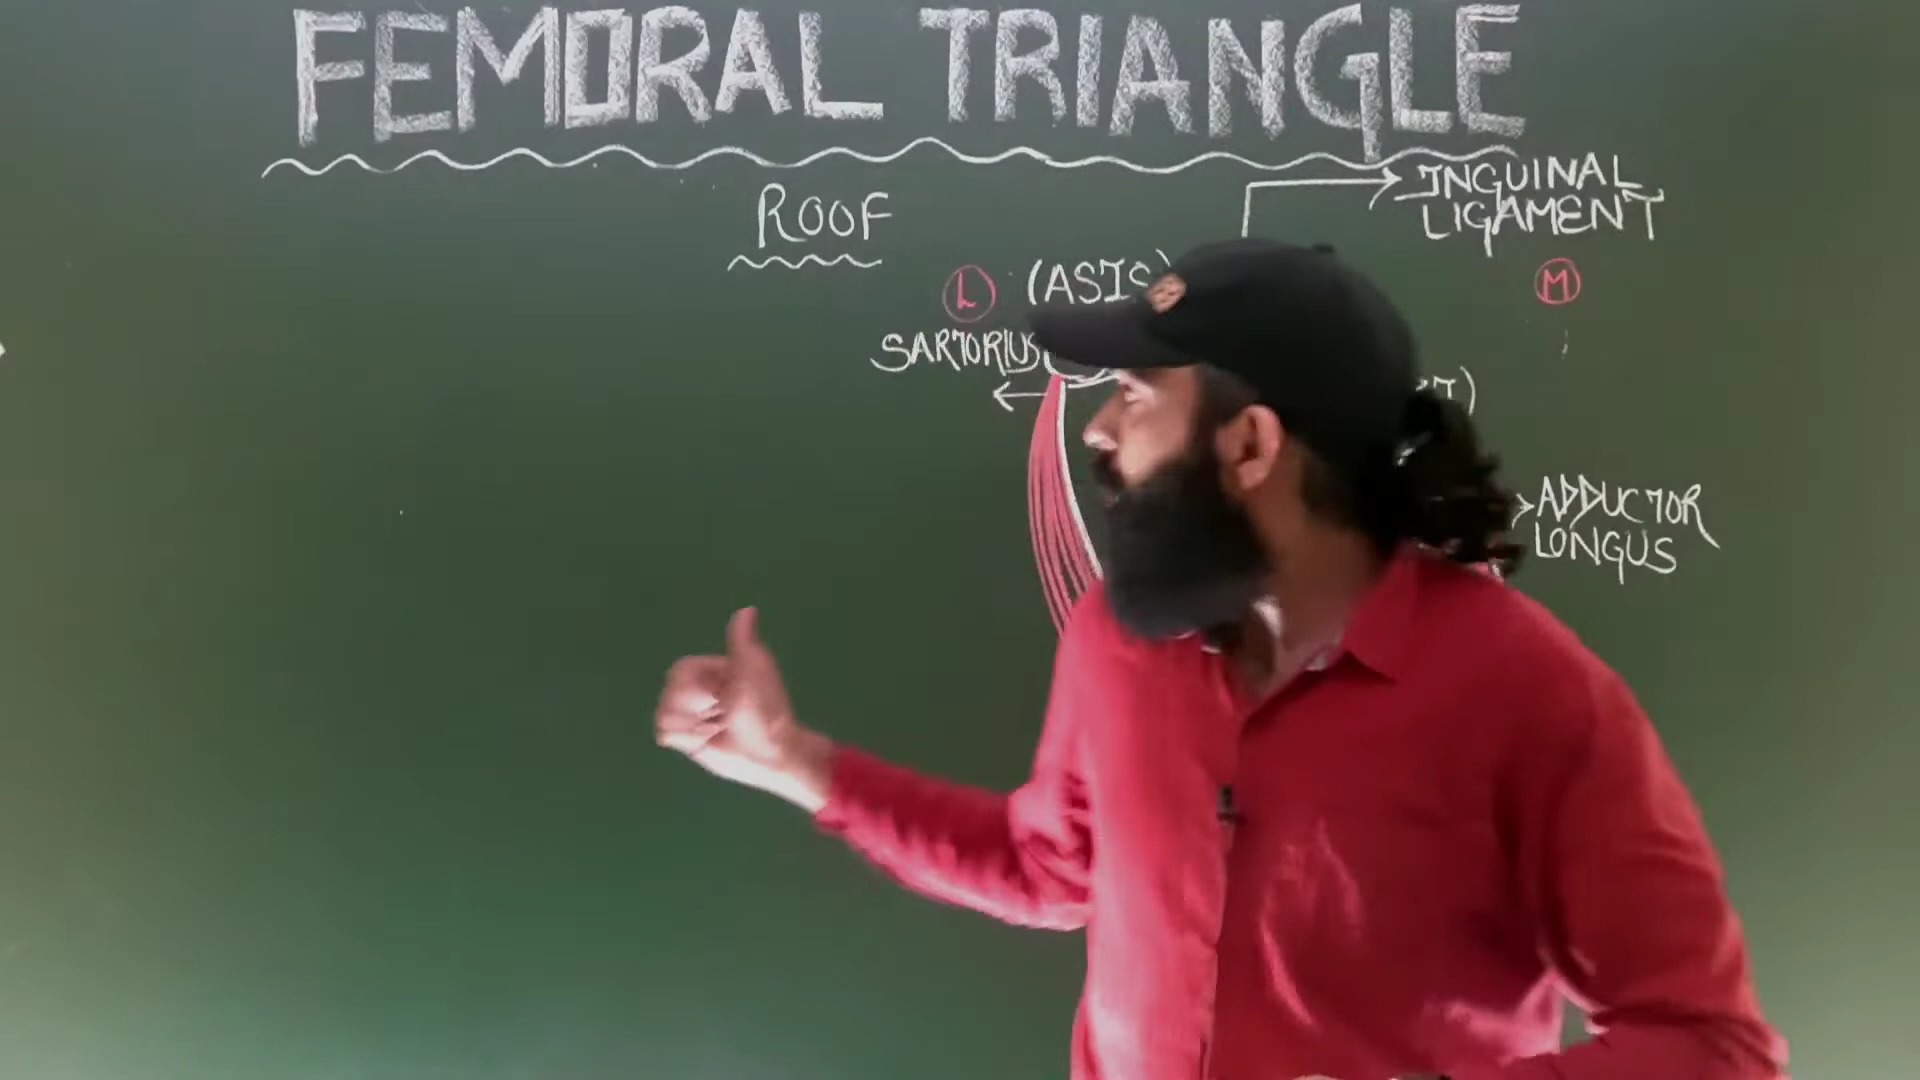 FEMORAL TRIANGLE
INGUINAL
LIGAMENT
ROOF
L
(ASIS)
M
SARTORIUS
ADDUCTOR
LONGUS